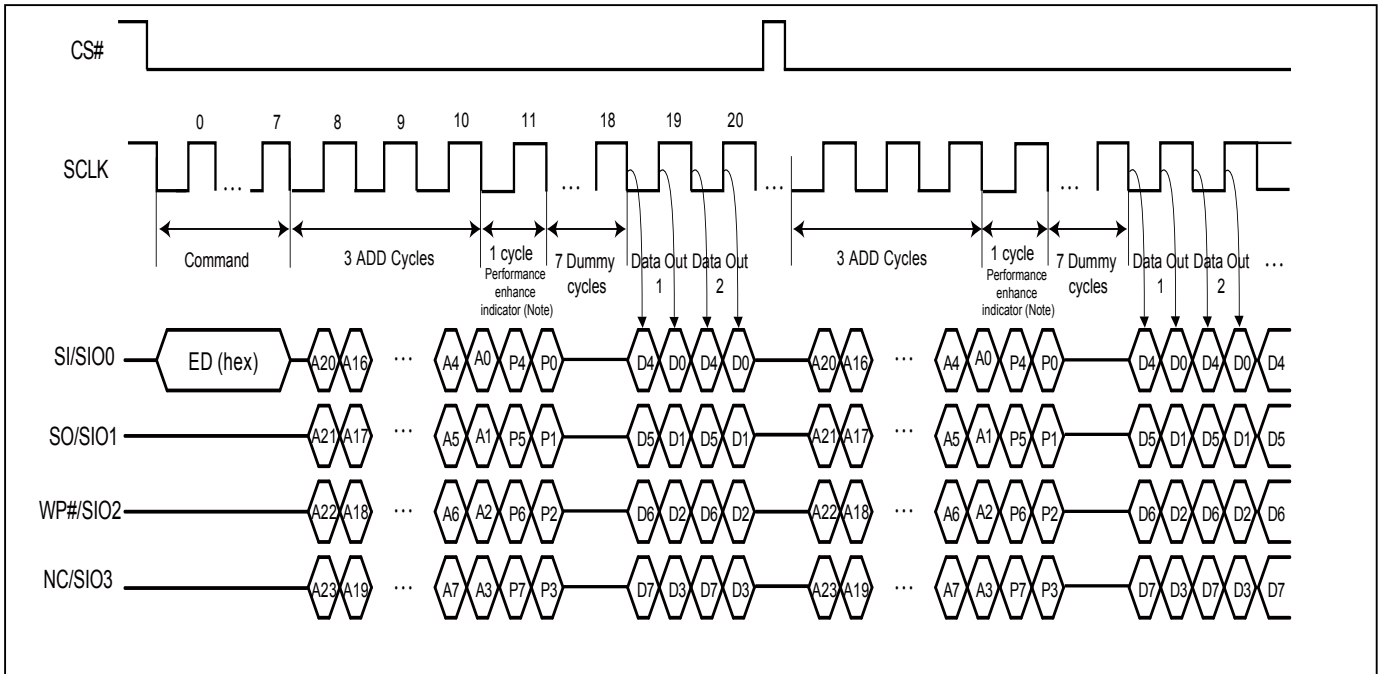 CS#
0 7 8 9 10 11 18 19 20
SCLK
... ... ... ... ...
Command 3 ADD Cycles 1 cycle 7 Dummy Data Out Data Out 3 ADD Cycles 1 cycle 7 Dummy Data Out Data Out ...
Performance cycles 1 2 Performance cycles 1 2
enhance enhance
indicator (Note) indicator (Note)
SI/SIO0 ED (hex) A20 A16 ... A4 A0 P4 P0 D4 D0 D4 D0 A20 A16 ... A4 A0 P4 P0 D4 D0 D4 D0 D4
SO/SIO1 A21 A17 ... A5 A1 P5 P1 D5 D1 D5 D1 A21 A17 ... A5 A1 P5 P1 D5 D1 D5 D1 D5
WP#/SIO2 A22 A18 ... A6 A2 P6 P2 D6 D2 D6 D2 A22 A18 ... A6 A2 P6 P2 D6 D2 D6 D2 D6
NC/SIO3 A23 A19 ... A7 A3 P7 P3 D7 D3 D7 D3 A23 A19 ... A7 A3 P7 P3 D7 D3 D7 D3 D7